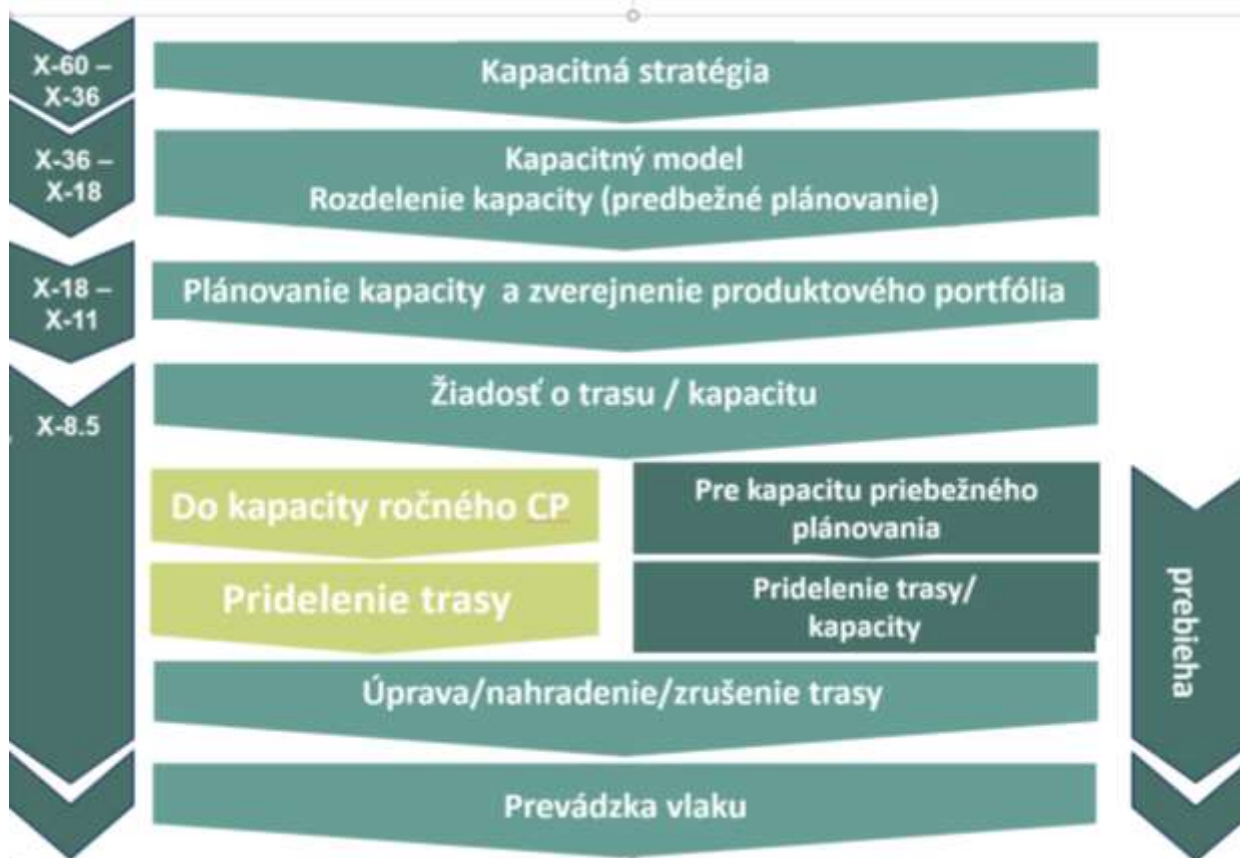 X-60 –
X-36
Kapacitná stratégia
X-36 –
X-18
Kapacitný model
Rozdelenie kapacity (predbežné plánovanie)
X-18 –
X-11
Plánovanie kapacity a zverejnenie produktového portfólia
X-8.5
Žiadosť o trasu / kapacitu
Do kapacity ročného CP
Pre kapacitu priebežného
plánovania
Pridelenie trasy
Pridelenie trasy/
kapacity
prebieha
Úprava/nahradenie/zrušenie trasy
Prevádzka vlaku